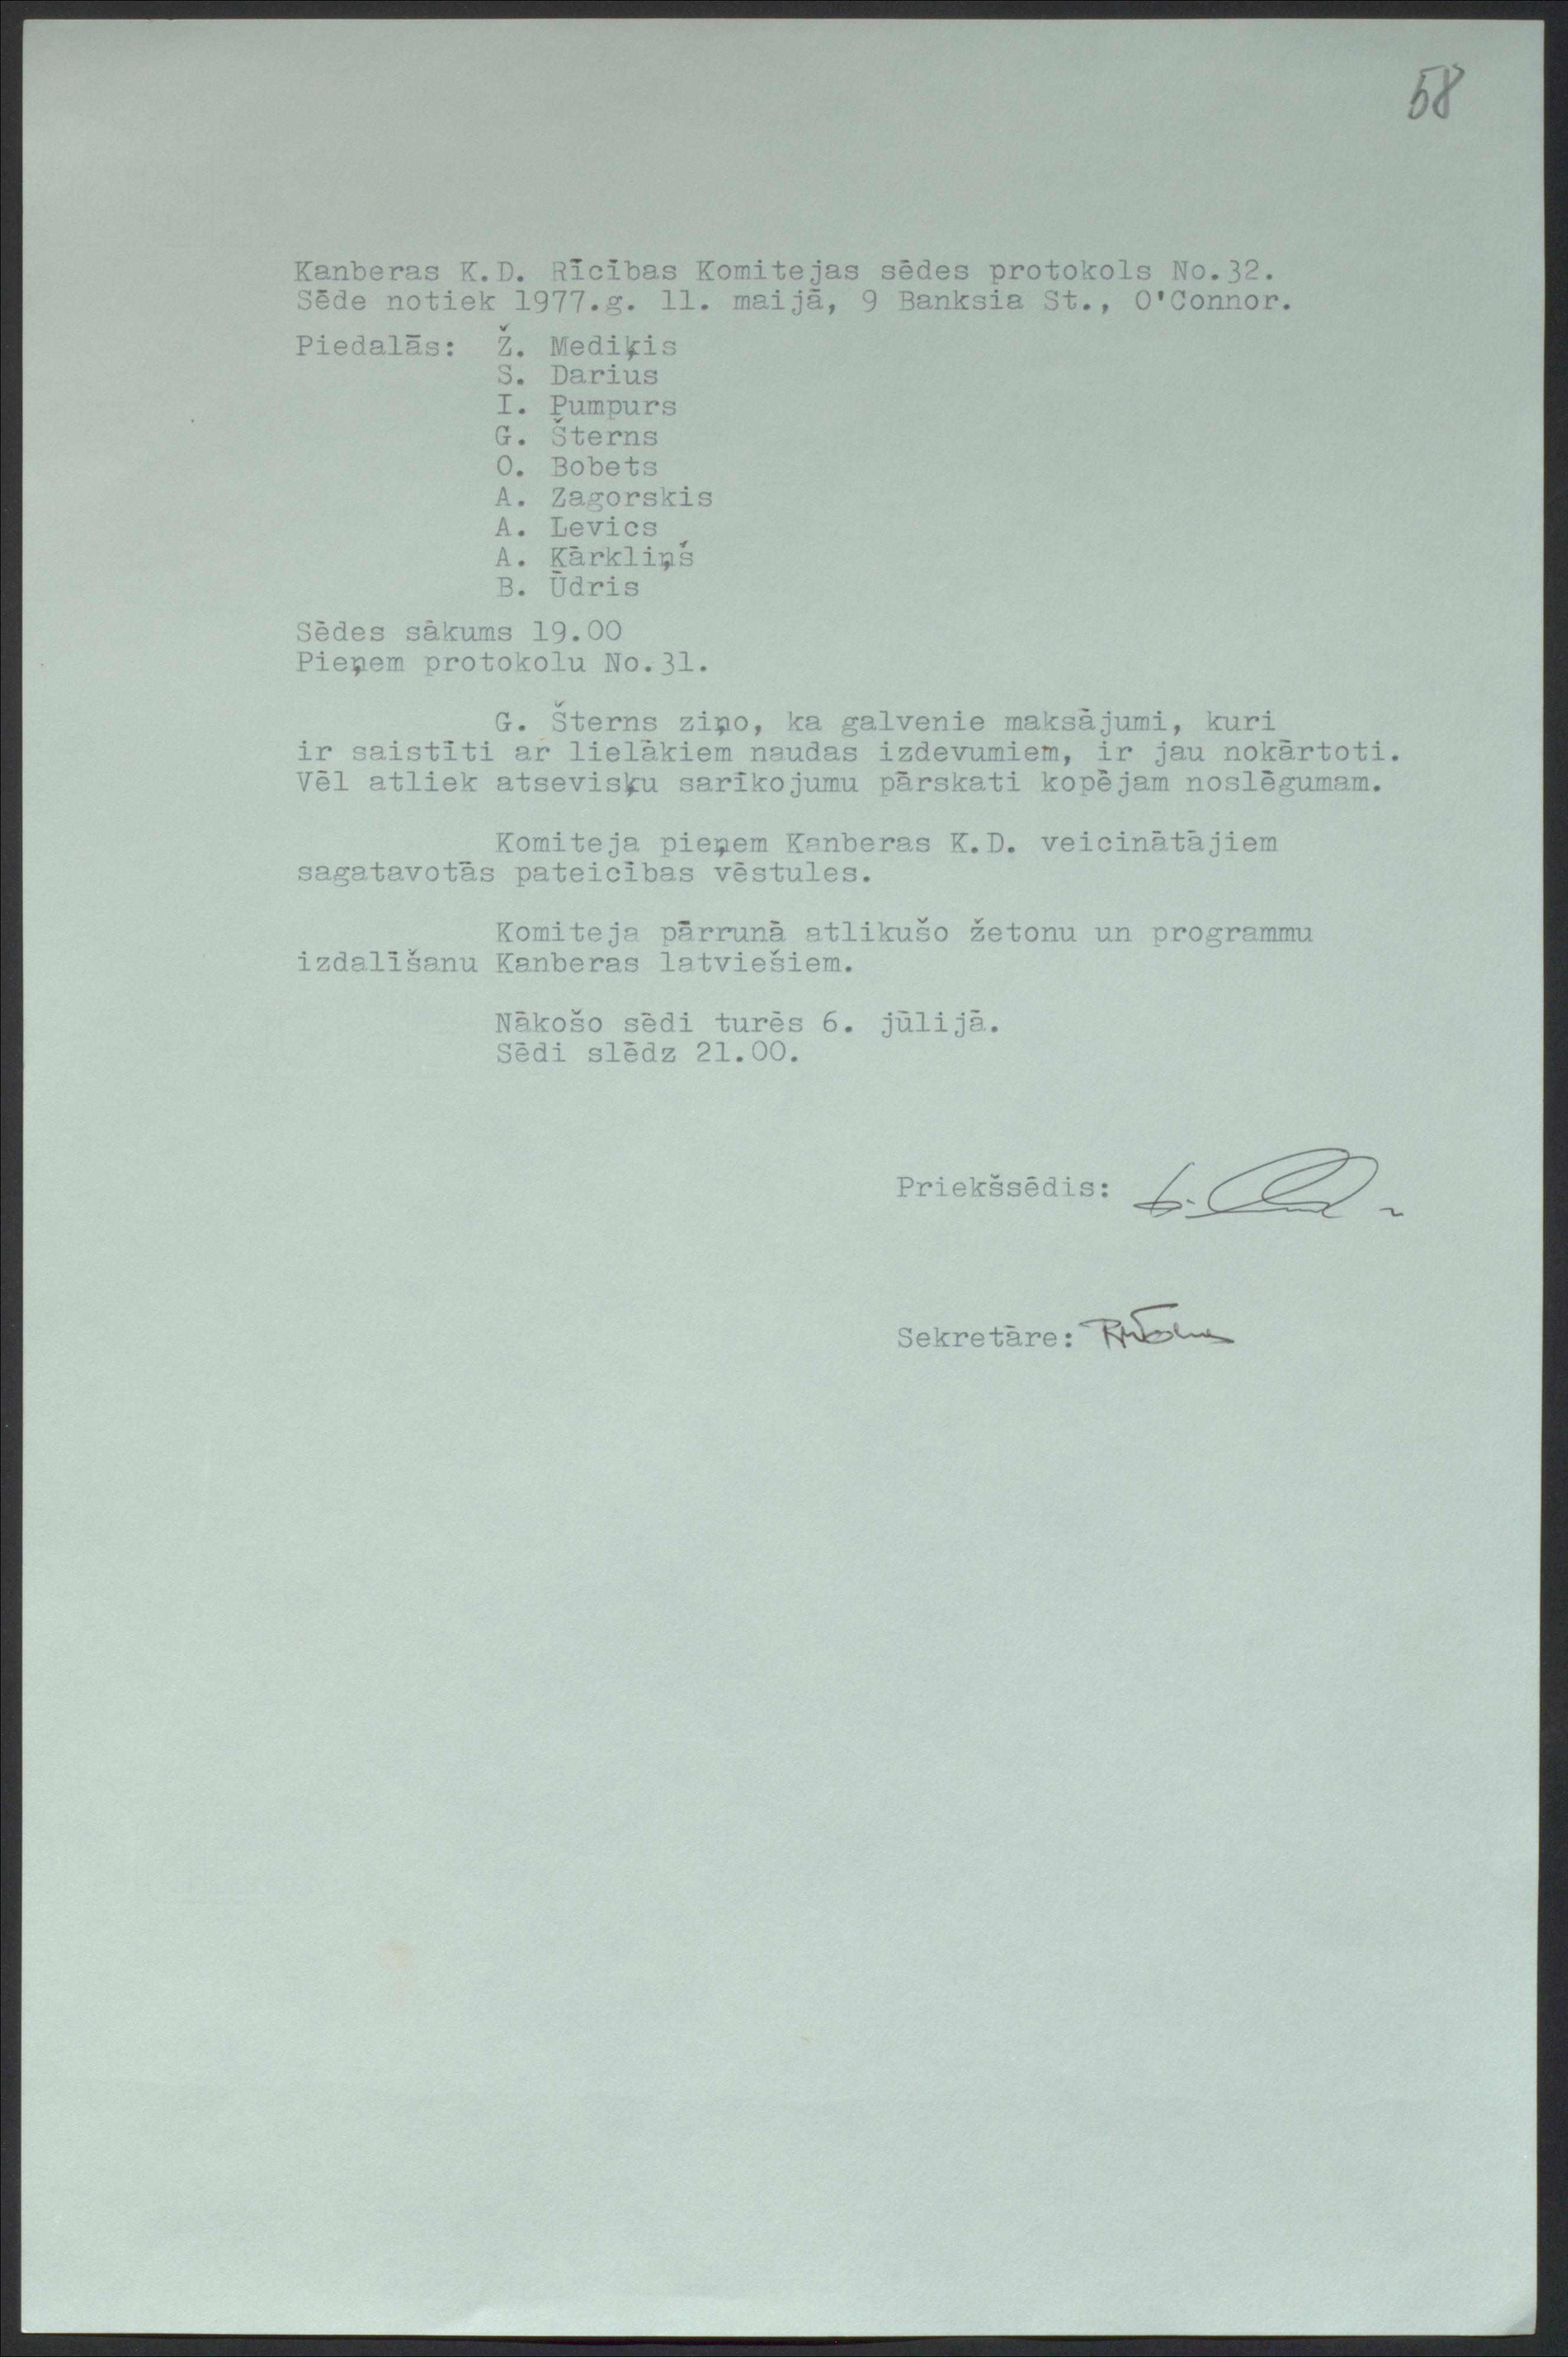 58
Kanberas K.D. Rīcības Komitejas sēdes protokols No.32.
Sēde notiek 1977.g. 11. maijā, 9 Banksia St., O'Connor.
Piedalās: Ž. Mediķis
S. Darius
I. Pumpurs
G. Šterns
O. Bobets
A. Zagorskis
A. Levics
A. Kārkliņš
B. Ūdris
Sēdes sākums 19.00
Pieņem protokolu No.31.
G. Šterns ziņo, ka galvenie maksājumi, kuri
ir saistīti ar lielākiem naudas izdevumiem, ir jau nokārtoti.
Vēl atliek atsevisķu sarīkojumu pārskati kopējam noslēgumam.
Komiteja pieņem Kanberas K.D. veicinātājiem
sagatavotās pateicības vēstules.
Komiteja pārrunā atlikušo žetonu un programmu
izdalīšanu Kanberas latviešiem.
Nākošo sēdi turēs 6. jūlijā.
Sēdi slēdz 21.00.
Priekšsēdis:
Sekretāre: